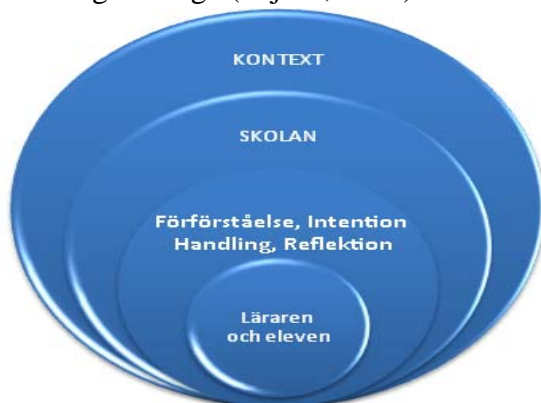 KONTEXT
SKOLAN
Förförståelse, Intention
Handling, Reflektion
Läraren
och eleven